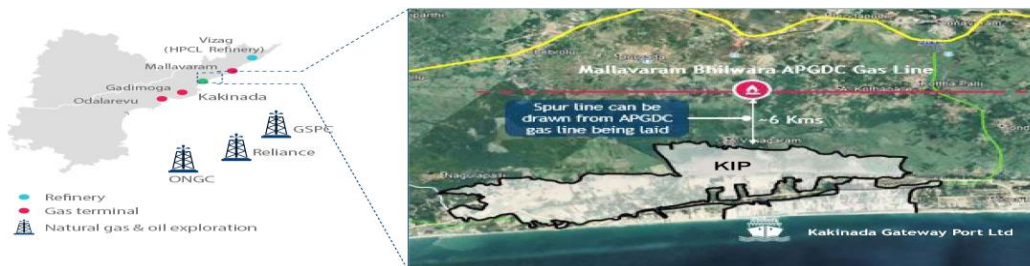 Vizag
(HPCL Refinery)
Mallavaram
Gadimoga
Odalarevu
Kakinada
GSPC
Reliance
ONGC
Refinery
Gas terminal
Natural gas & oil exploration
Mallavaram Bhilwara APGDC Gas Line
Spur line can be
drawn from APGDC
gas line being laid
~6 Kms
KIP
Kakinada Gateway Port Ltd